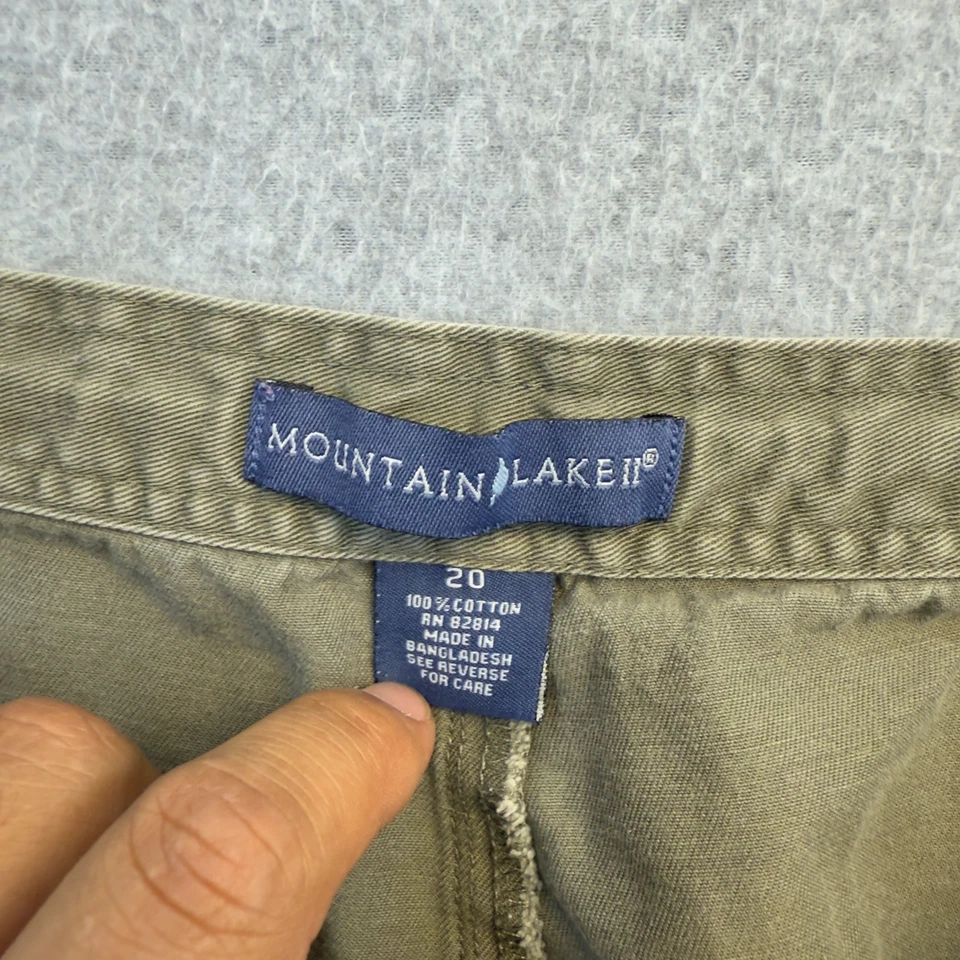 MOUNTAIN LAKE II®
20
100% COTTON
RN 82814
MADE IN
BANGLADESH
SEE REVERSE
FOR CARE